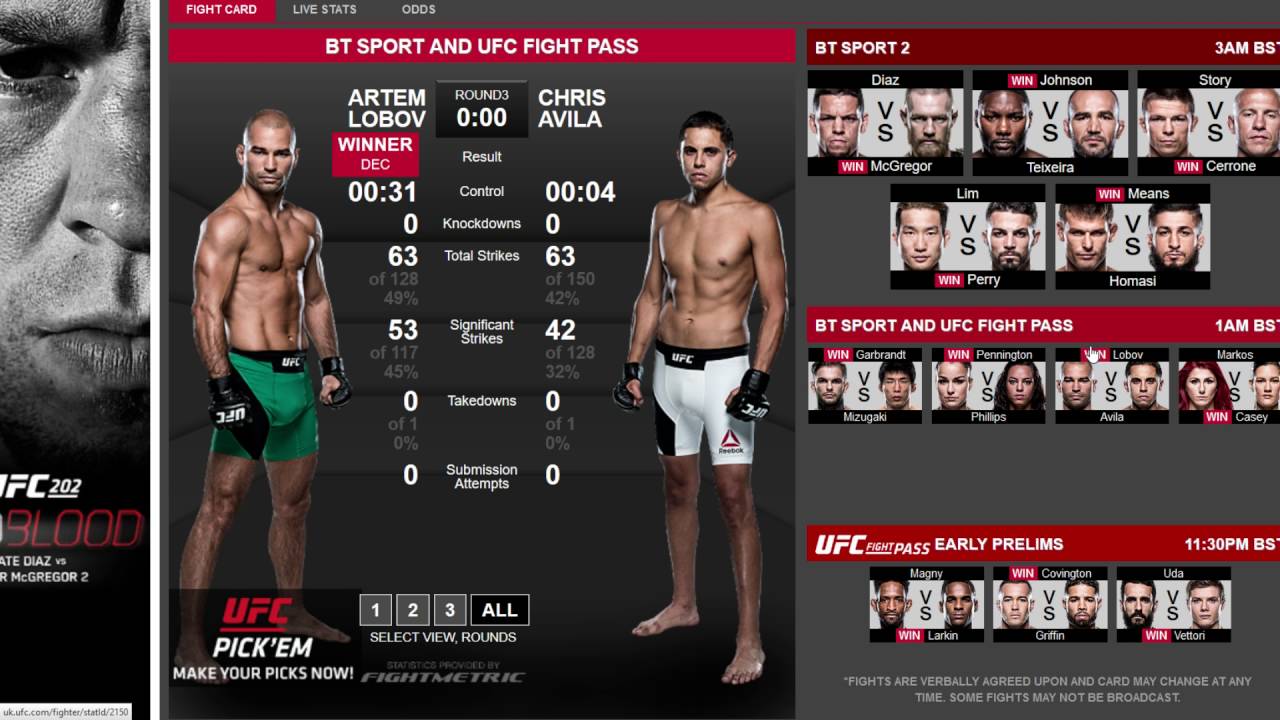 FIGHT CARD
LIVE STATS
ODDS
BT SPORT AND UFC FIGHT PASS
ARTEM
LOBOV
ROUND3
0:00
CHRIS
AVILA
WINNER
DEC
Result
00:31 Control 00:04
0 Knockdowns 0
63 Total Strikes 63
of 128 of 150
49% 42%
53 Significant Strikes 42
of 117 of 128
45% 32%
0 Takedowns 0
of 1 of 1
0% 0%
0 Submission Attempts 0
UFC
UFC
UFC
Reebok
UFC
PICK'EM
MAKE YOUR PICKS NOW!
1 2 3 ALL
SELECT VIEW, ROUNDS
STATISTICS PROVIDED BY
FIGHTMETRIC
BT SPORT 2 3AM BST
Diaz
VS
WIN McGregor
WIN Johnson
VS
Teixeira
Story
VS
WIN Cerrone
Lim
VS
WIN Perry
WIN Means
VS
Homasi
BT SPORT AND UFC FIGHT PASS 1AM BST
WIN Garbrandt
VS
Mizugaki
WIN Pennington
VS
Phillips
WIN Lobov
VS
Avila
Markos
VS
WIN Casey
UFC FIGHT PASS EARLY PRELIMS 11:30PM BST
Magny
VS
WIN Larkin
WIN Covington
VS
Griffin
Uda
VS
WIN Vettori
*FIGHTS ARE VERBALLY AGREED UPON AND CARD MAY CHANGE AT ANY
TIME. SOME FIGHTS MAY NOT BE BROADCAST.
UFC 202
BLOOD
ATE DIAZ vs
R McGREGOR 2
uk.ufc.com/fighter/statId/2150